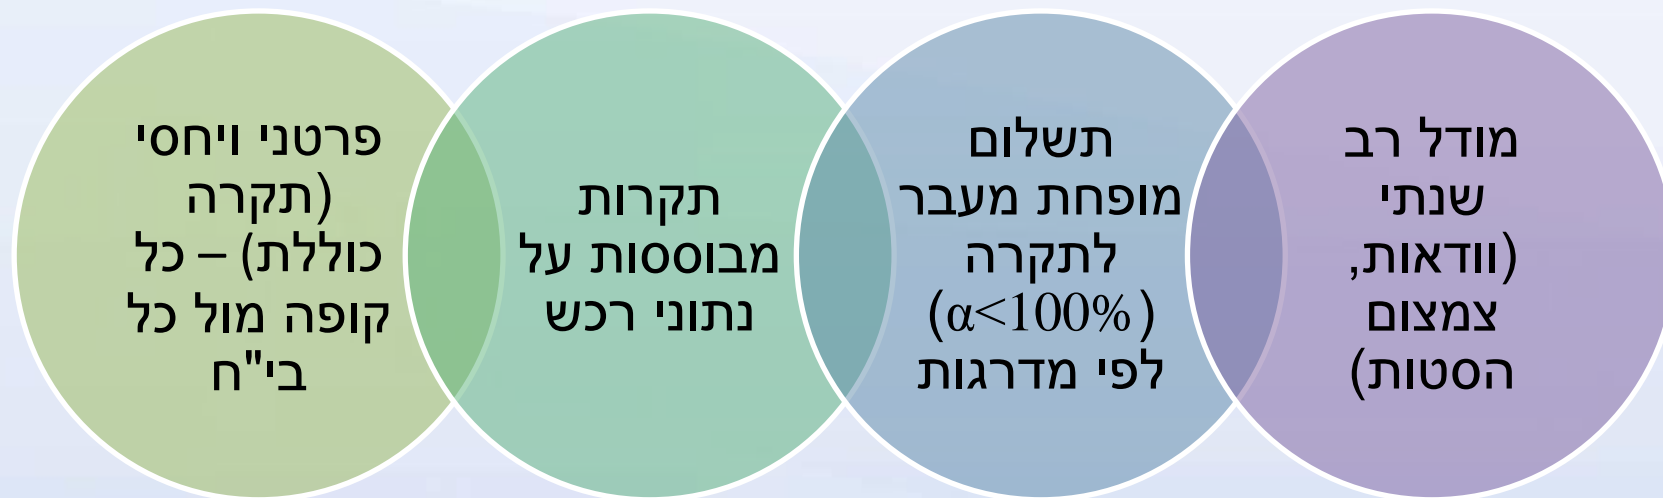 מודל רב
שנתי
(וודאות,
צמצום
הסטות)
תשלום
מופחת מעבר
לתקרה
(α<100%)
לפי מדרגות
תקרות
מבוססות על
נתוני רכש
פרטני ויחסי
(תקרה
כוללת) – כל
קופה מול כל
בי"ח